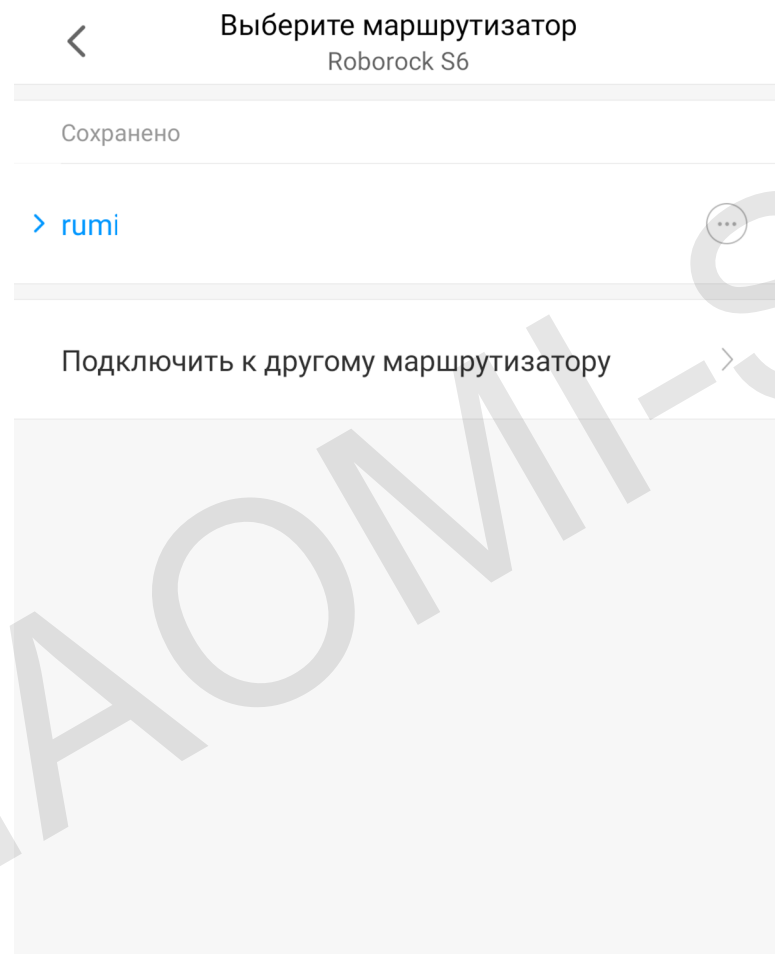 Выберите маршрутизатор
Roborock S6
Сохранено
rumi
Подключить к другому маршрутизатору
AOMI-S